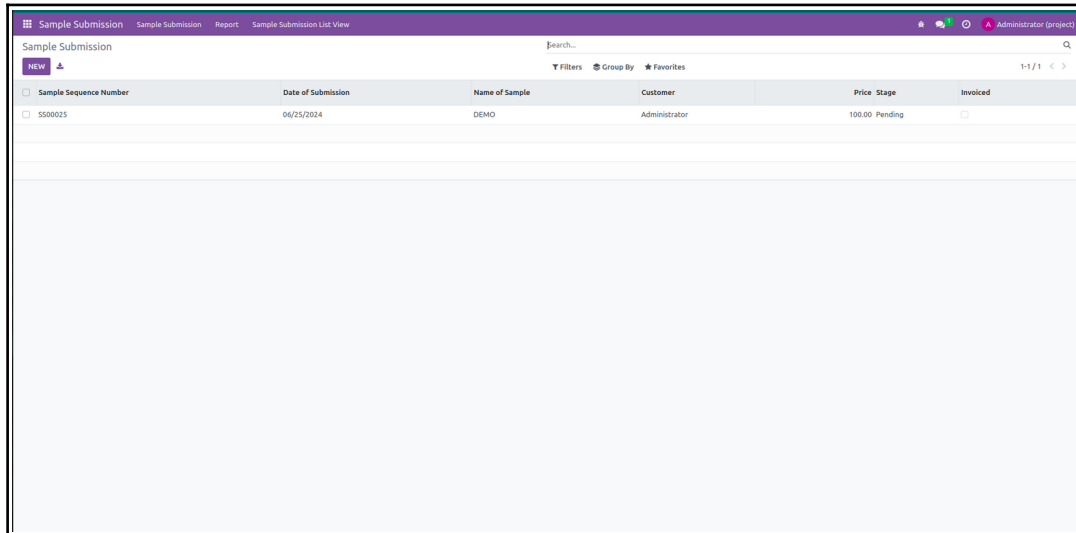 Sample Submission Sample Submission Report Sample Submission List View 1 A Administrator (project)
Sample Submission Search...
NEW Filters Group By Favorites 1-1 / 1
Sample Sequence Number Date of Submission Name of Sample Customer Price Stage Invoiced
SS00025 06/25/2024 DEMO Administrator 100.00 Pending